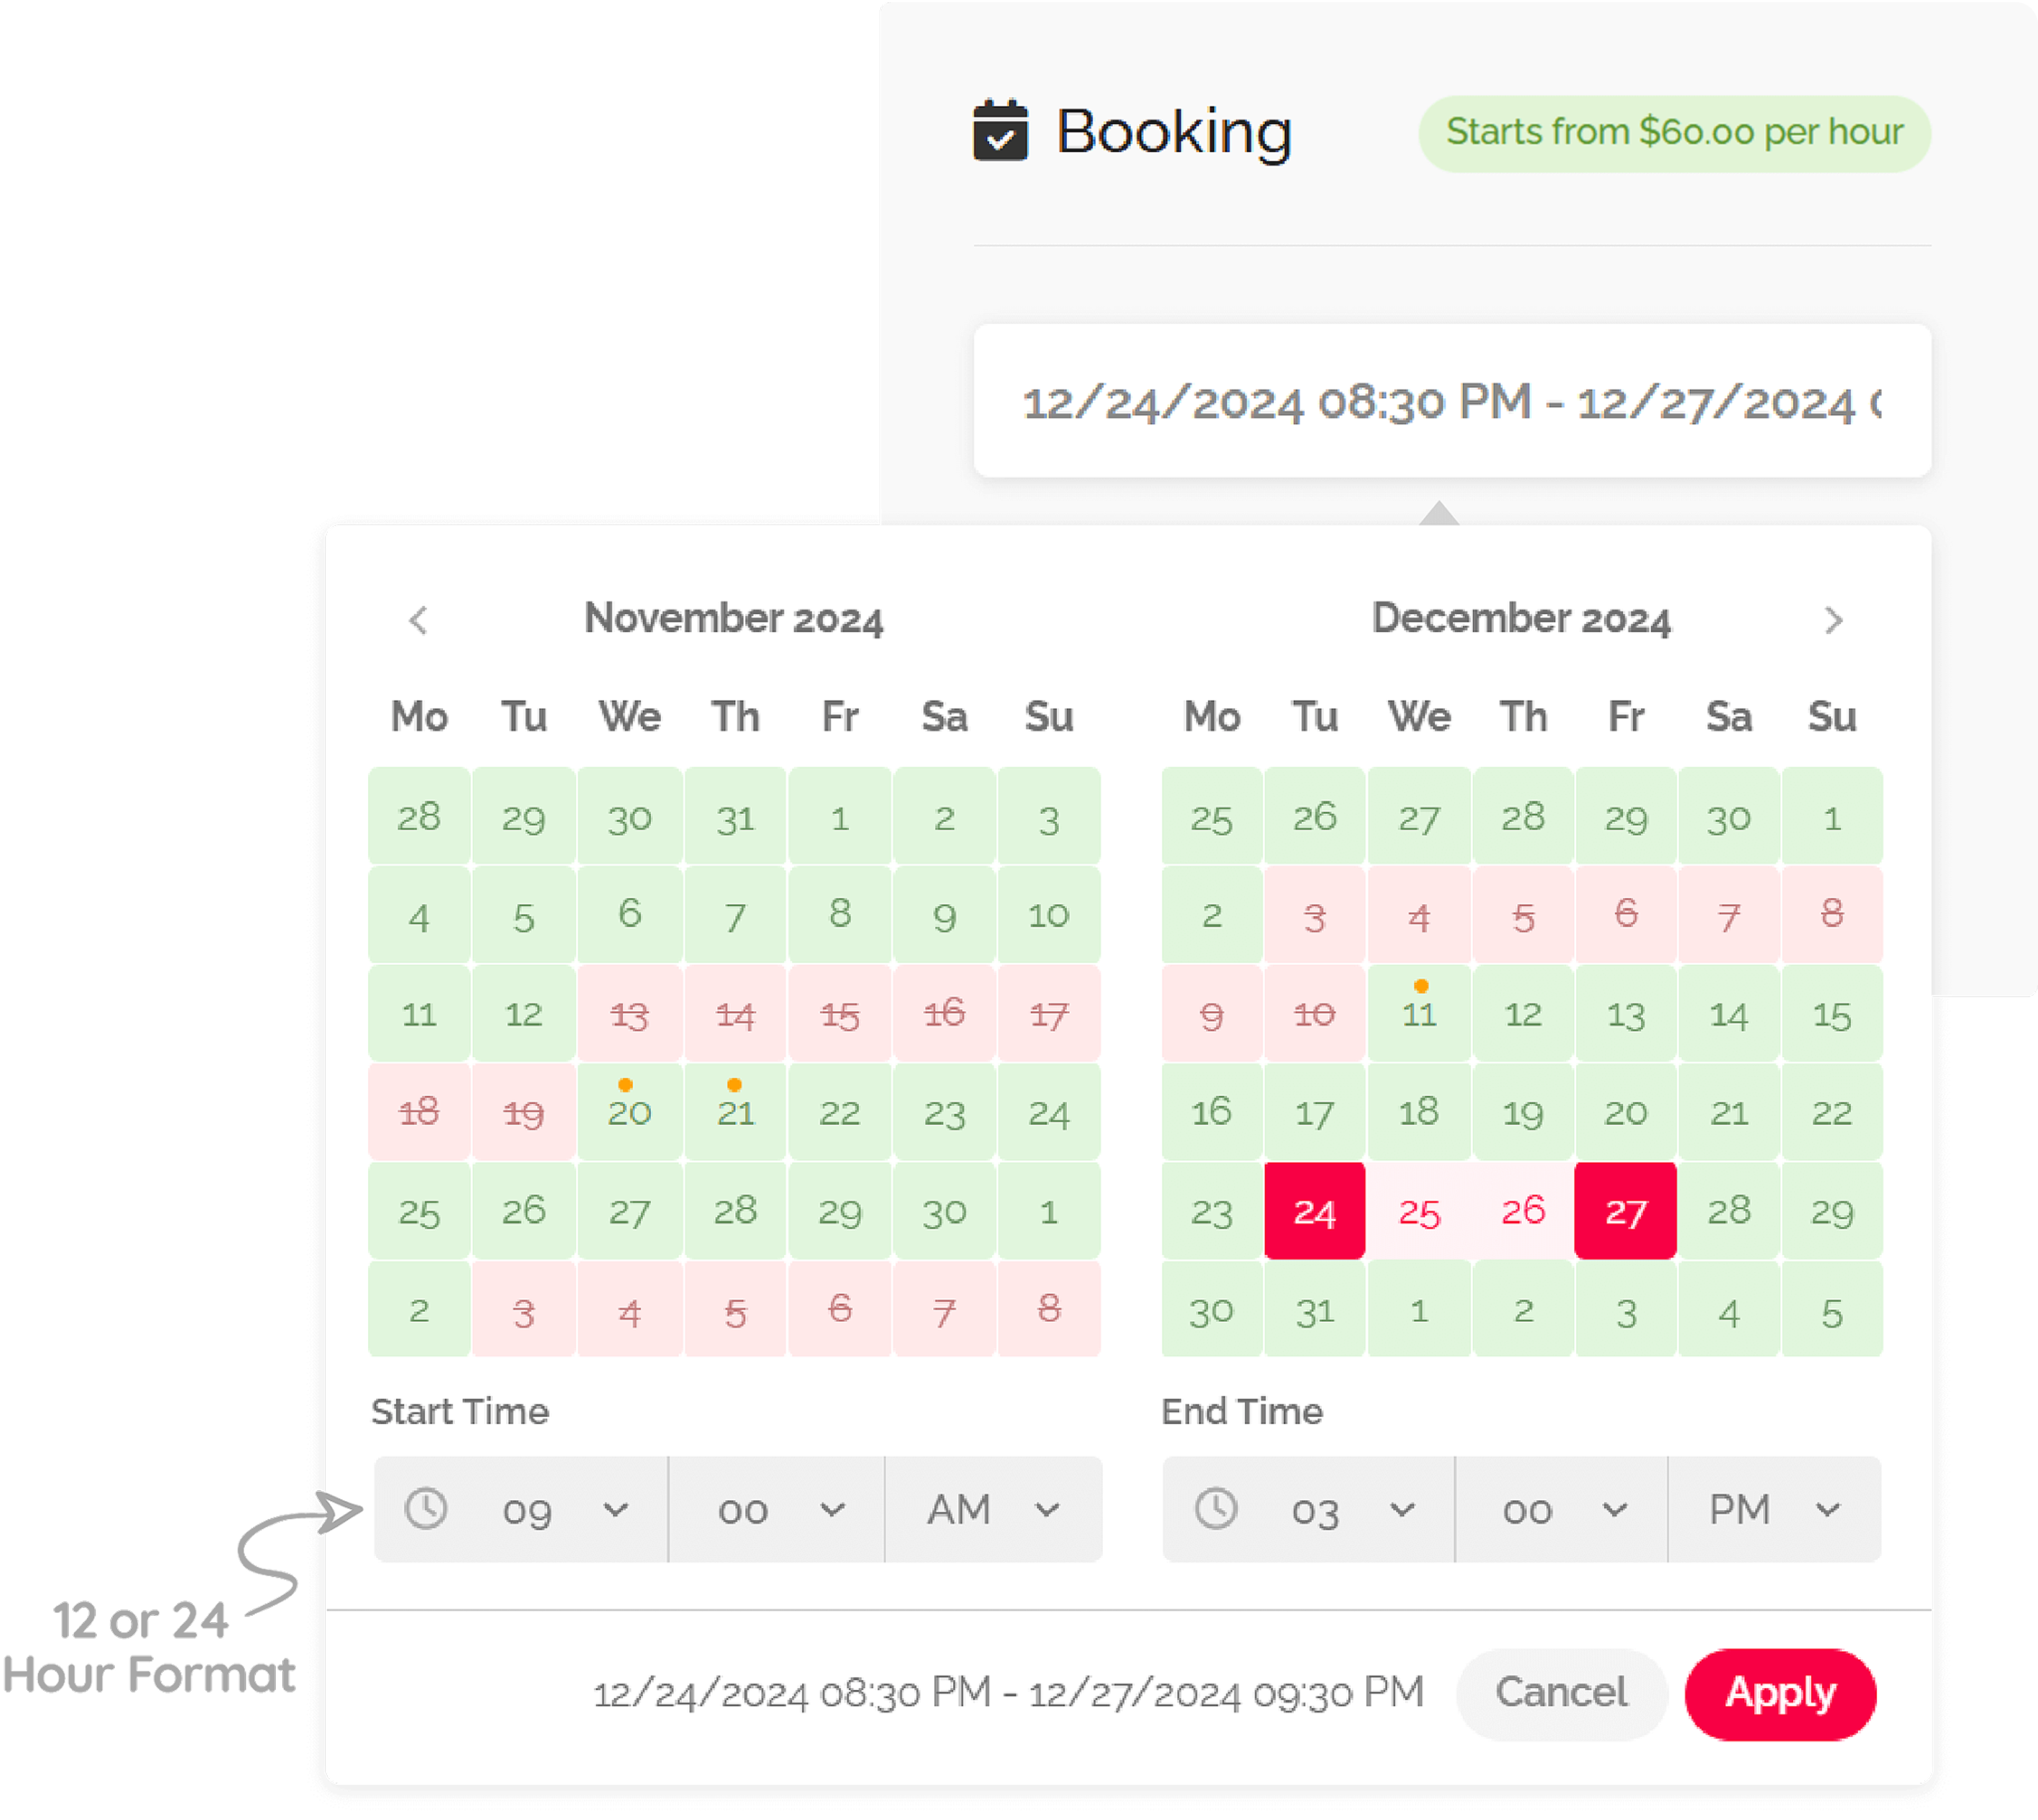 Booking
Starts from $60.00 per hour
12/24/2024 08:30 PM - 12/27/2024
November 2024
December 2024
Mo Tu We Th Fr Sa Su
Mo Tu We Th Fr Sa Su
28 29 30 31 1 2 3
25 26 27 28 29 30 1
4 5 6 7 8 9 10
2 3 4 5 6 7 8
11 12 13 14 15 16 17
9 10 11 12 13 14 15
18 19 20 21 22 23 24
16 17 18 19 20 21 22
25 26 27 28 29 30 1
23 24 25 26 27 28 29
2 3 4 5 6 7 8
30 31 1 2 3 4 5
Start Time
End Time
09 00 AM
03 00 PM
12 or 24
Hour Format
12/24/2024 08:30 PM - 12/27/2024 09:30 PM
Cancel
Apply